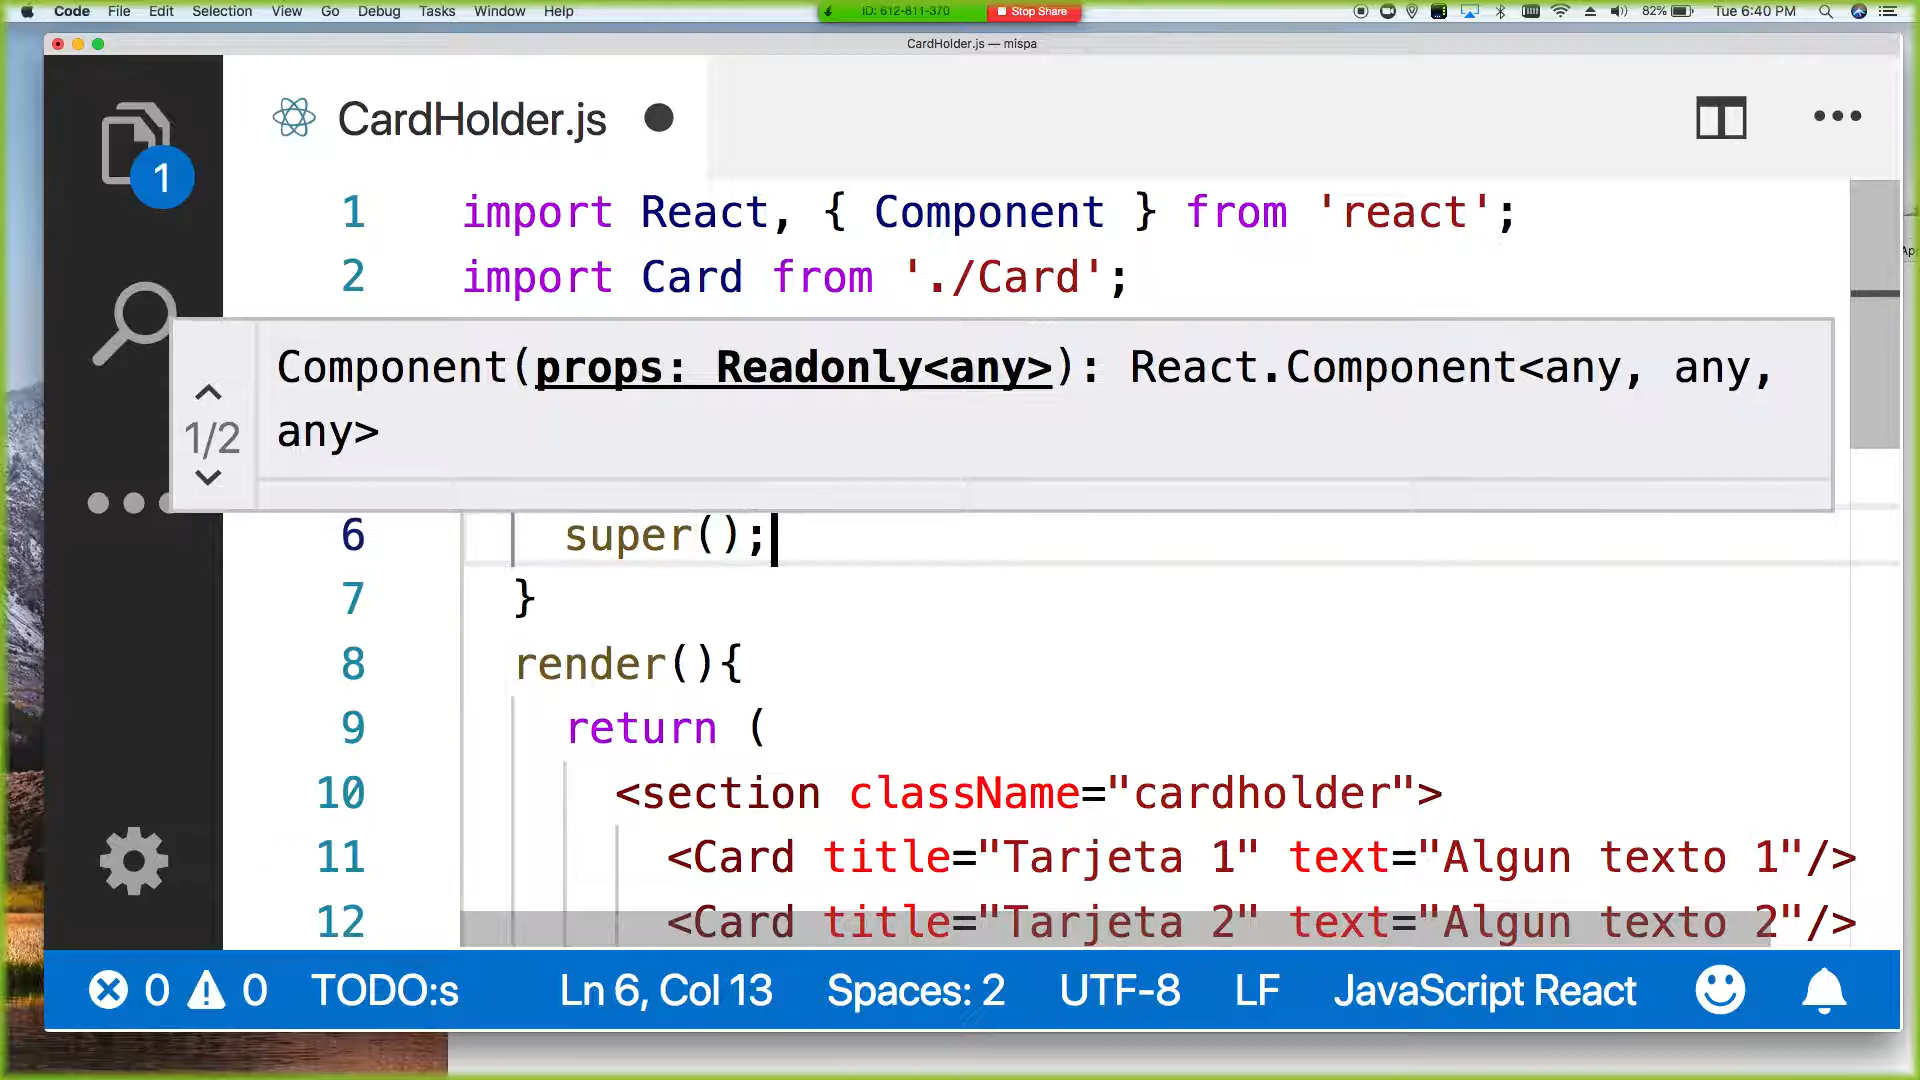 Code File Edit Selection View Go Debug Tasks Window Help ID: 612-811-370 Stop Share 82% Tue 6:40 PM
CardHolder.js — mispa
CardHolder.js
1
1 import React, { Component } from 'react';
2 import Card from './Card';
Component(props: Readonly<any>): React.Component<any, any,
any>
1/2
6 super();
7 }
8 render(){
9 return (
10 <section className="cardholder">
11 <Card title="Tarjeta 1" text="Algun texto 1"/>
12 <Card title="Tarjeta 2" text="Algun texto 2"/>
0 0 TODO:s Ln 6, Col 13 Spaces: 2 UTF-8 LF JavaScript React